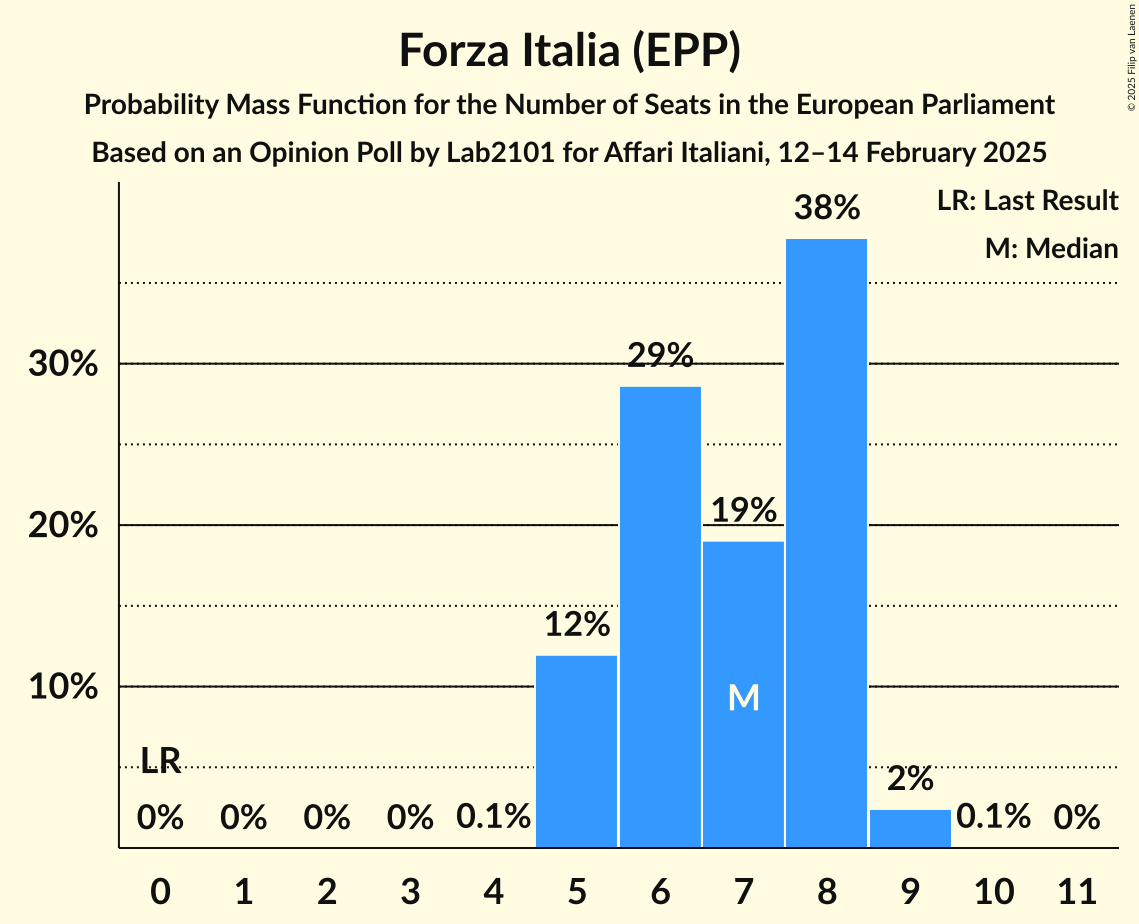 Forza Italia (EPP)
Probability Mass Function for the Number of Seats in the European Parliament
Based on an Opinion Poll by Lab2101 for Affari Italiani, 12–14 February 2025
© 2025 Filip van Laenen
LR: Last Result
M: Median
38%
30%
29%
20%
19%
12%
10%
M
LR
2%
0% 0% 0% 0% 0.1% 0.1% 0%
0 1 2 3 4 5 6 7 8 9 10 11